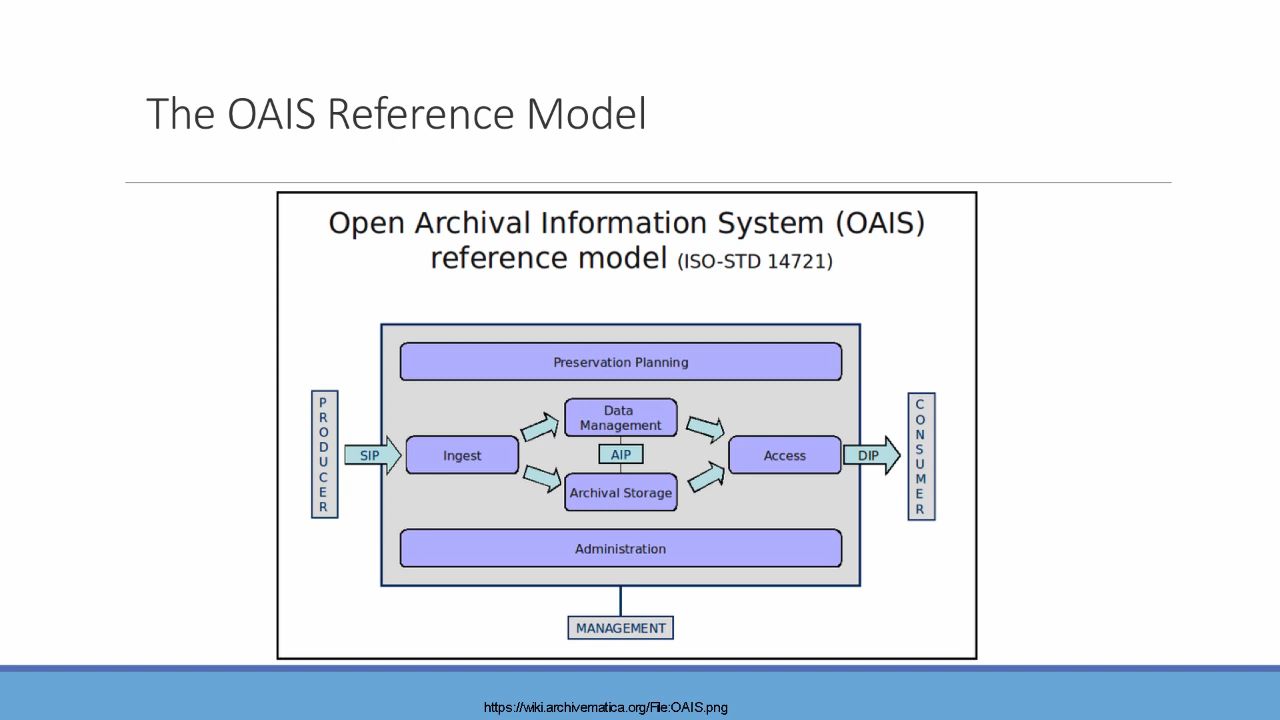 The OAIS Reference Model
Open Archival Information System (OAIS)
reference model (ISO-STD 14721)
Preservation Planning
PRODUCER
SIP
Ingest
Data
Management
AIP
Archival Storage
Access
DIP
CONSUMER
Administration
MANAGEMENT
https://wiki.archivematica.org/File:OAIS.png